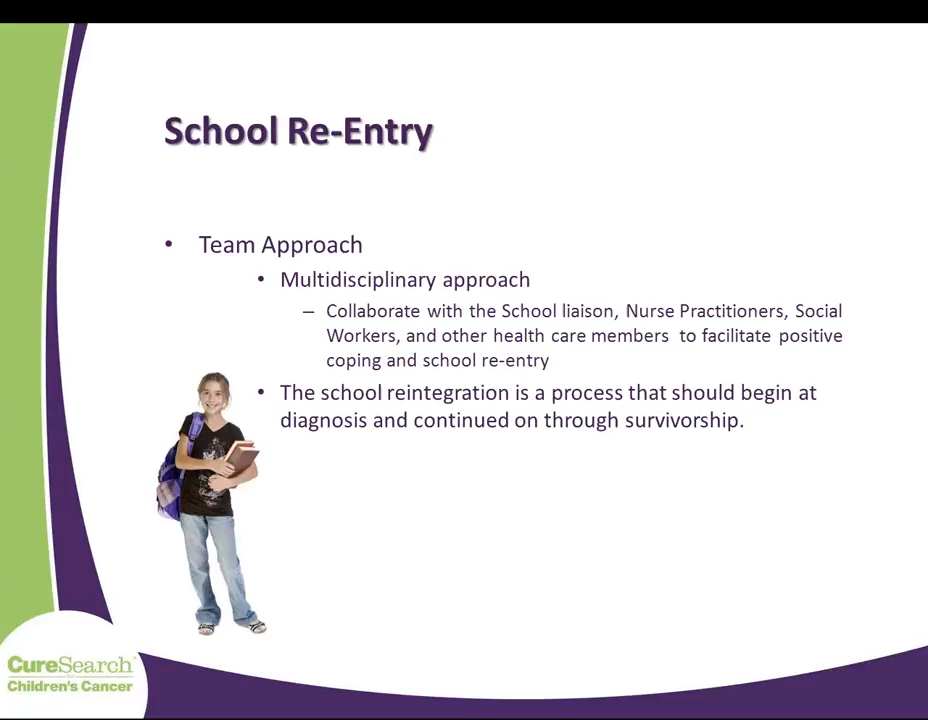 School Re-Entry
• Team Approach
• Multidisciplinary approach
– Collaborate with the School liaison, Nurse Practitioners, Social
Workers, and other health care members to facilitate positive
coping and school re-entry
• The school reintegration is a process that should begin at
diagnosis and continued on through survivorship.
CureSearch
Children's Cancer